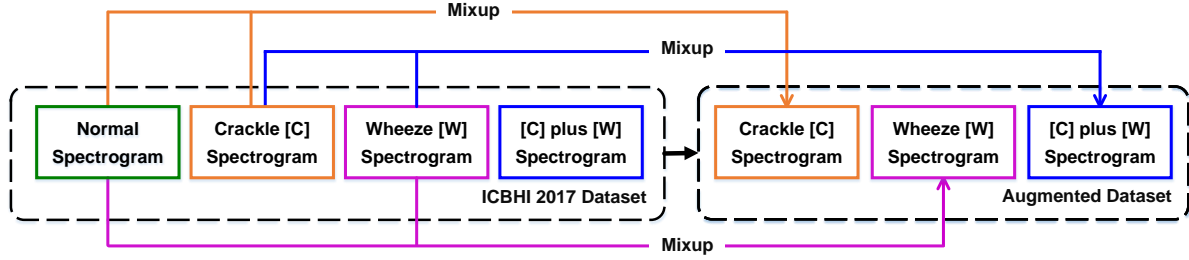 Mixup
Mixup
Normal
Spectrogram
Crackle [C]
Spectrogram
Wheeze [W]
Spectrogram
[C] plus [W]
Spectrogram
ICBHI 2017 Dataset
Crackle [C]
Spectrogram
Wheeze [W]
Spectrogram
[C] plus [W]
Spectrogram
Augmented Dataset
Mixup